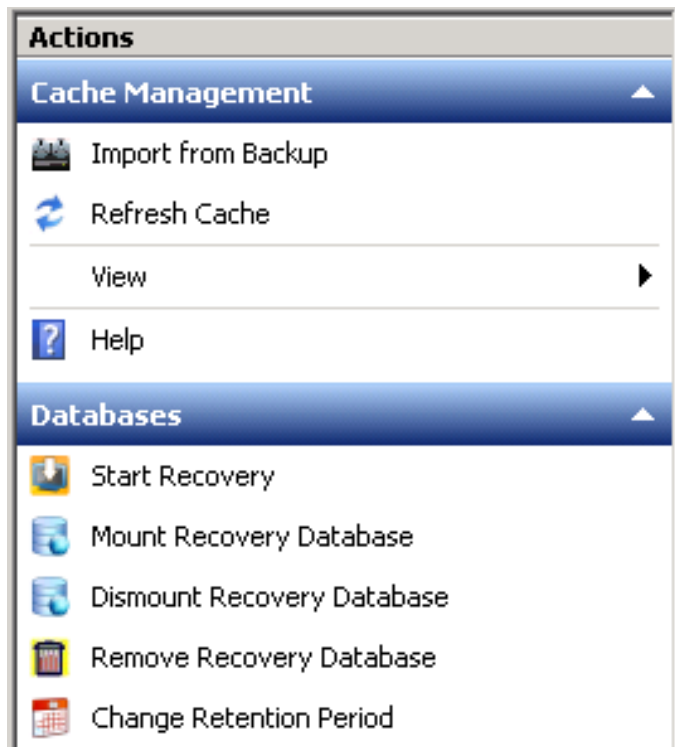 Actions
Cache Management
Import from Backup
Refresh Cache
View
Help
Databases
Start Recovery
Mount Recovery Database
Dismount Recovery Database
Remove Recovery Database
Change Retention Period